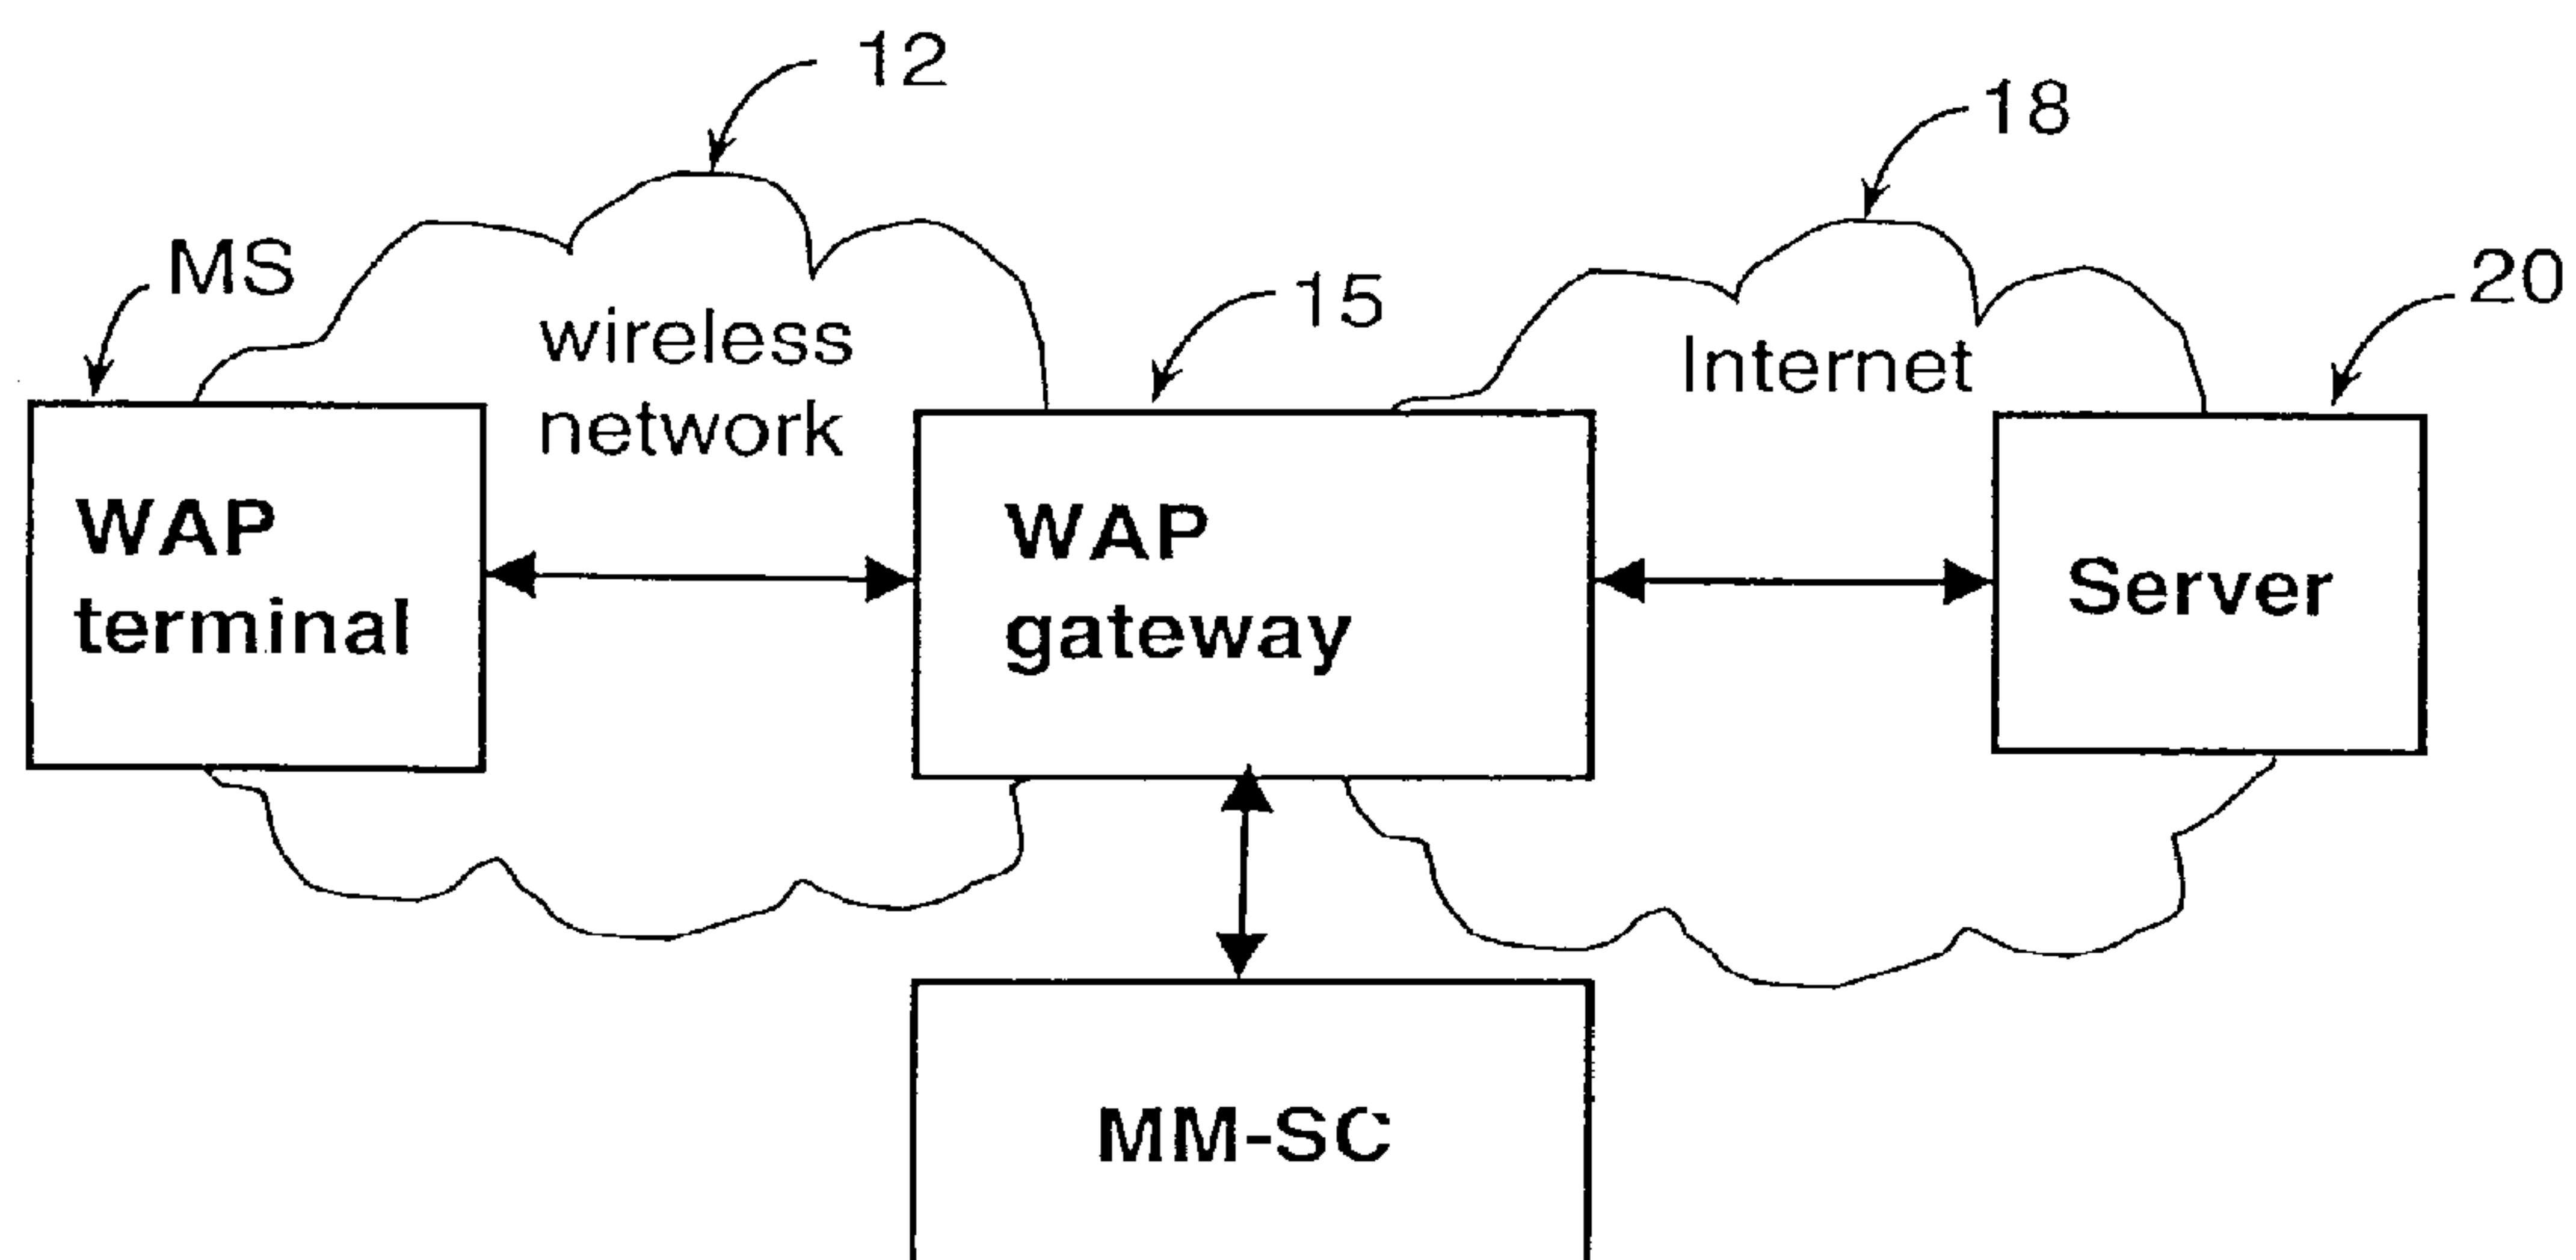 12
18
MS
15
20
wireless
network
Internet
WAP
terminal
WAP
gateway
Server
MM-SC